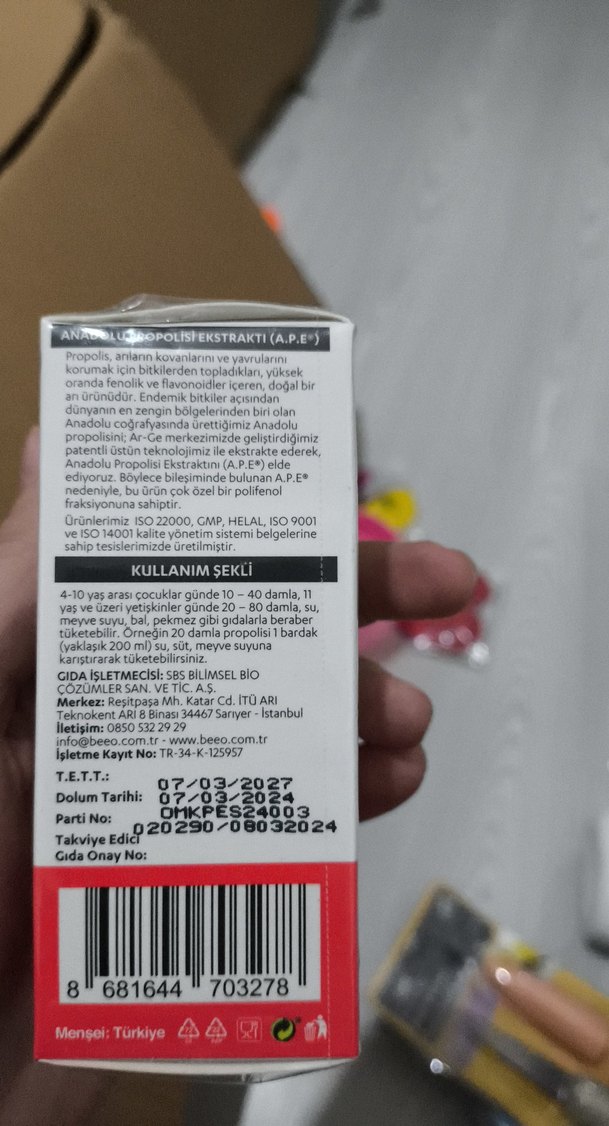 ANADOLU PROPOLİSİ EKSTRAKTI (A.P.E®)
Propolis, arıların kovanlarını ve yavrularını
korumak için bitkilerden topladıkları, yüksek
oranda fenolik ve flavonoidler içeren, doğal bir
arı ürünüdür. Endemik bitkiler açısından
dünyanın en zengin bölgelerinden biri olan
Anadolu coğrafyasında ürettiğimiz Anadolu
propolisini; Ar-Ge merkezimizde geliştirdiğimiz
patentli üstün teknolojimiz ile ekstrakte ederek,
Anadolu Propolisi Ekstraktını (A.P.E®) elde
ediyoruz. Böylece bileşiminde bulunan A.P.E®
nedeniyle, bu ürün çok özel bir polifenol
fraksiyonuna sahiptir.
Ürünlerimiz ISO 22000, GMP, HELAL, ISO 9001
ve ISO 14001 kalite yönetim sistemi belgelerine
sahip tesislerimizde üretilmiştir.
KULLANIM ŞEKLİ
4-10 yaş arası çocuklar günde 10 – 40 damla, 11
yaş ve üzeri yetişkinler günde 20 – 80 damla, su,
meyve suyu, bal, pekmez gibi gıdalarla beraber
tüketebilir. Örneğin 20 damla propolisi 1 bardak
(yaklaşık 200 ml) su, süt, meyve suyuna
karıştırarak tüketebilirsiniz.
GIDA İŞLETMECİSİ: SBS BİLİMSEL BİO
ÇÖZÜMLER SAN. VE TİC. A.Ş.
Merkez: Reşitpaşa Mh. Katar Cd. İTÜ ARI
Teknokent ARI 8 Binası 34467 Sarıyer - İstanbul
İletişim: 0850 532 29 29
info@beeo.com.tr - www.beeo.com.tr
İşletme Kayıt No: TR-34-K-125957
T.E.T.T.: 07/03/2027
Dolum Tarihi: 07/03/2024
Parti No: OMKPES24003
Takviye Edici 020290/08032024
Gıda Onay No:
8 681644 703278
Menşei: Türkiye